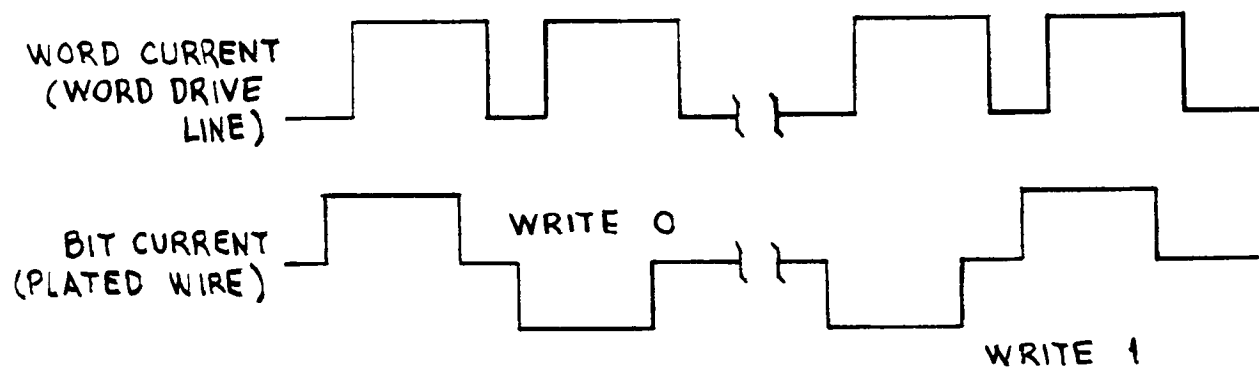 WORD CURRENT
(WORD DRIVE
LINE)
WRITE 0
BIT CURRENT
(PLATED WIRE)
WRITE 1